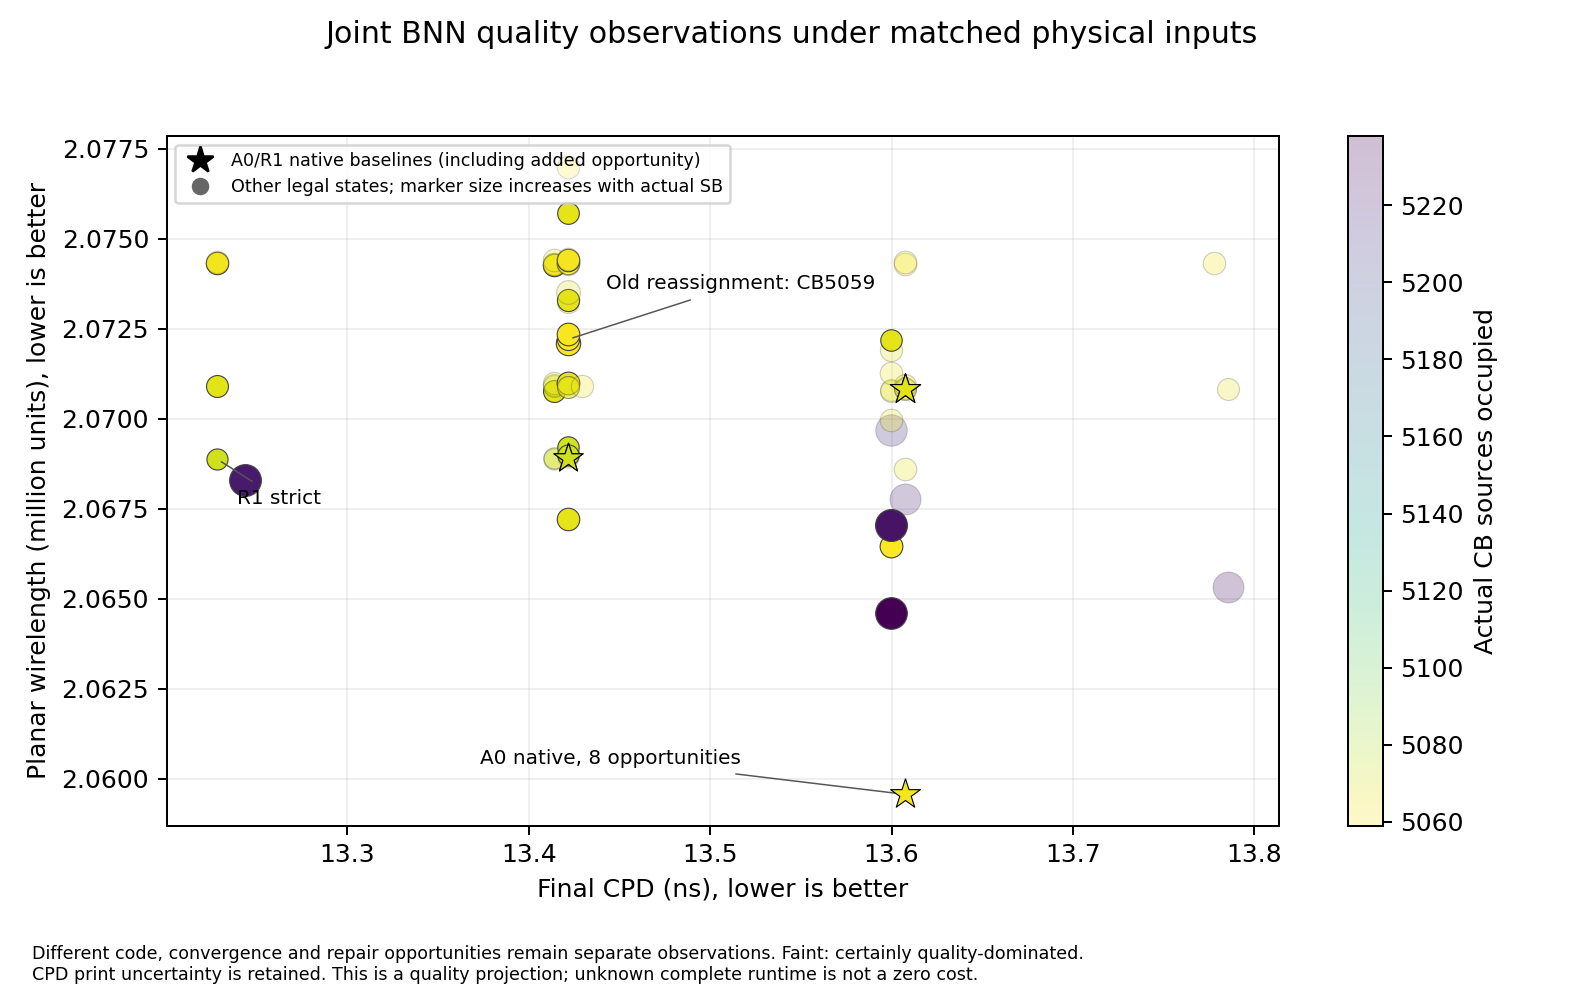 Joint BNN quality observations under matched physical inputs
A0/R1 native baselines (including added opportunity)
Other legal states; marker size increases with actual SB
Planar wirelength (million units), lower is better
2.0775
2.0750
2.0725
2.0700
2.0675
2.0650
2.0625
2.0600
Old reassignment: CB5059
R1 strict
A0 native, 8 opportunities
13.3
13.4
13.5
13.6
13.7
13.8
Final CPD (ns), lower is better
5220
5200
5180
5160
5140
5120
5100
5080
5060
Actual CB sources occupied
Different code, convergence and repair opportunities remain separate observations. Faint: certainly quality-dominated.
CPD print uncertainty is retained. This is a quality projection; unknown complete runtime is not a zero cost.